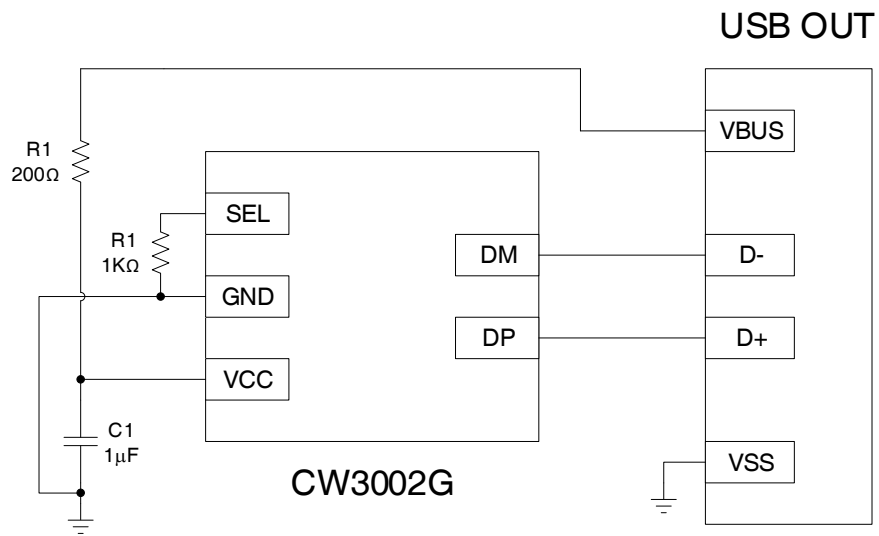 USB OUT
VBUS
R1
200Ω
SEL
R1
1KΩ
DM
D-
GND
DP
D+
VCC
C1
1μF
VSS
CW3002G